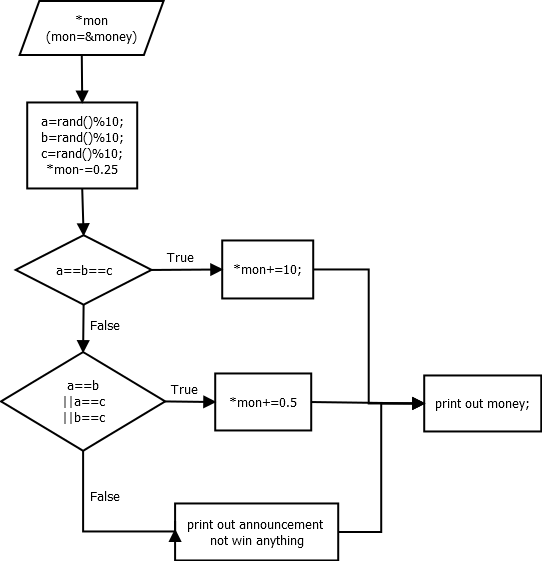 *mon
(mon=&money)
a=rand()%10;
b=rand()%10;
c=rand()%10;
*mon-=0.25
a==b==c
True
*mon+=10;
False
a==b
||a==c
||b==c
True
*mon+=0.5
print out money;
False
print out announcement
not win anything